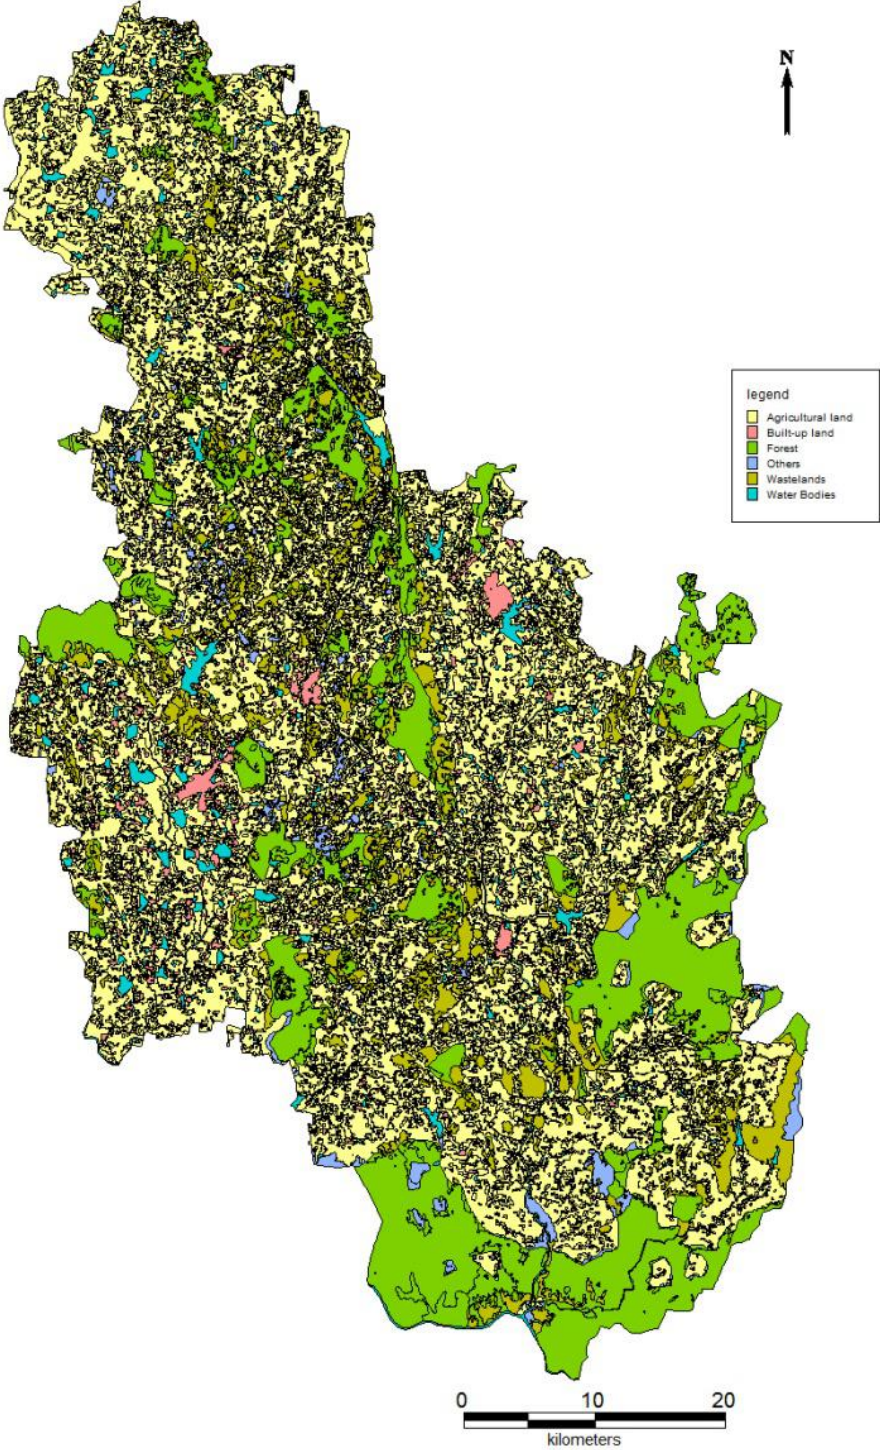 N
legend
Agricultural land
Built-up land
Forest
Others
Wastelands
Water Bodies
0 10 20
kilometers